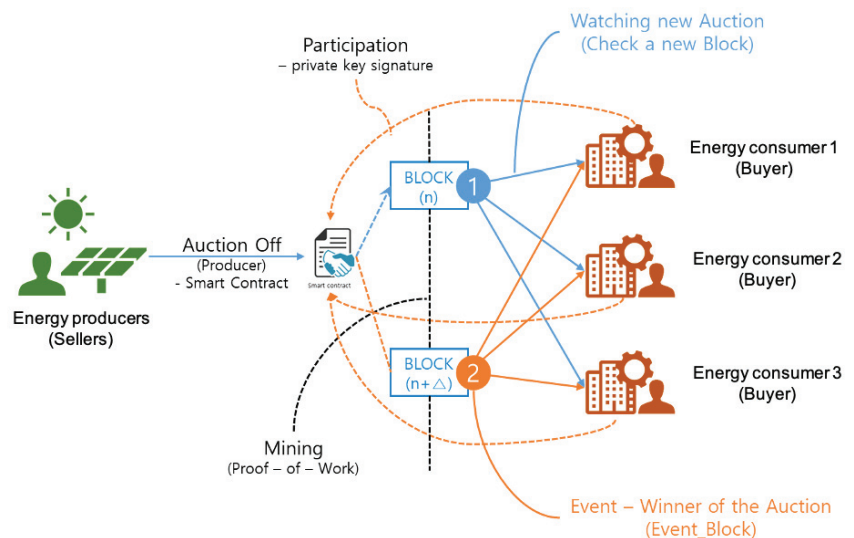 Watching new Auction
(Check a new Block)
Participation
– private key signature
Energy consumer 1
(Buyer)
BLOCK
(n)
1
Auction Off
(Producer)
- Smart Contract
Smart contract
Energy producers
(Sellers)
Energy consumer 2
(Buyer)
BLOCK
(n+△)
2
Energy consumer 3
(Buyer)
Mining
(Proof – of – Work)
Event – Winner of the Auction
(Event_Block)